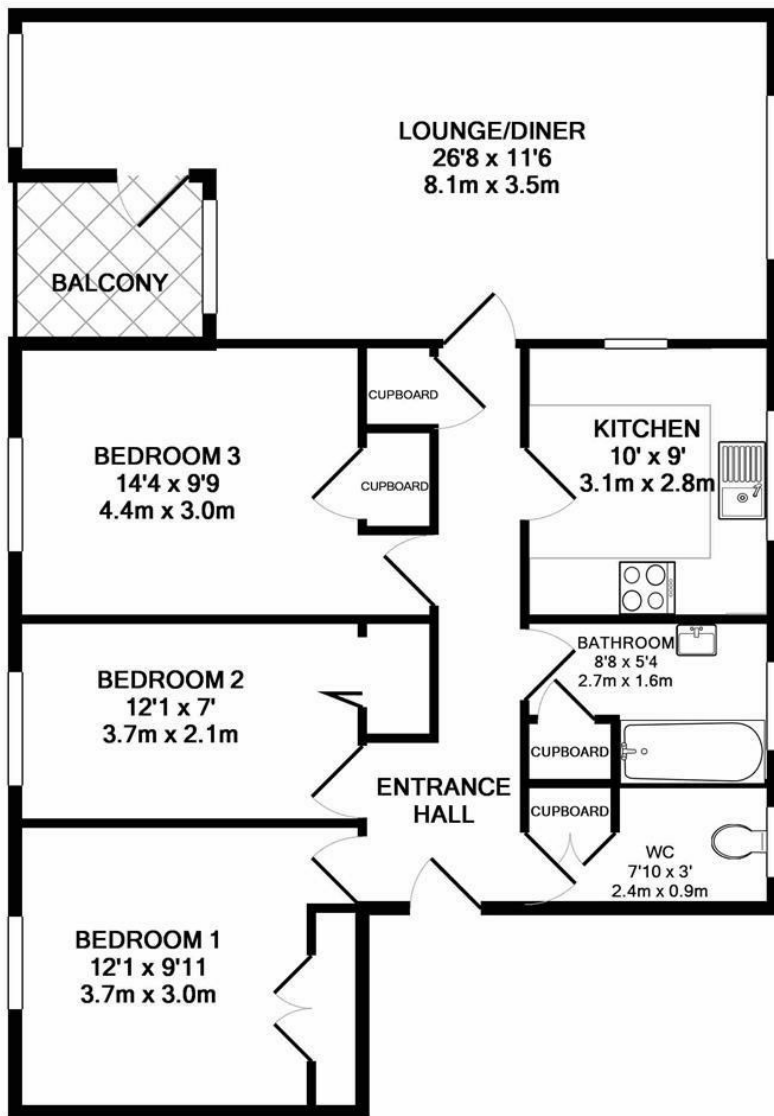 LOUNGE/DINER
26'8 x 11'6
8.1m x 3.5m
BALCONY
CUPBOARD
KITCHEN
10' x 9'
3.1m x 2.8m
BEDROOM 3
14'4 x 9'9
4.4m x 3.0m
CUPBOARD
BATHROOM
8'8 x 5'4
2.7m x 1.6m
BEDROOM 2
12'1 x 7'
3.7m x 2.1m
CUPBOARD
ENTRANCE
HALL
CUPBOARD
WC
7'10 x 3'
2.4m x 0.9m
BEDROOM 1
12'1 x 9'11
3.7m x 3.0m